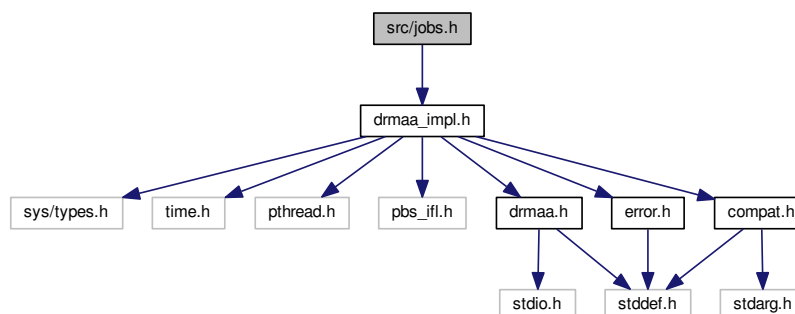 src/jobs.h
drmaa_impl.h
sys/types.h
time.h
pthread.h
pbs_ifl.h
drmaa.h
error.h
compat.h
stdio.h
stddef.h
stdarg.h